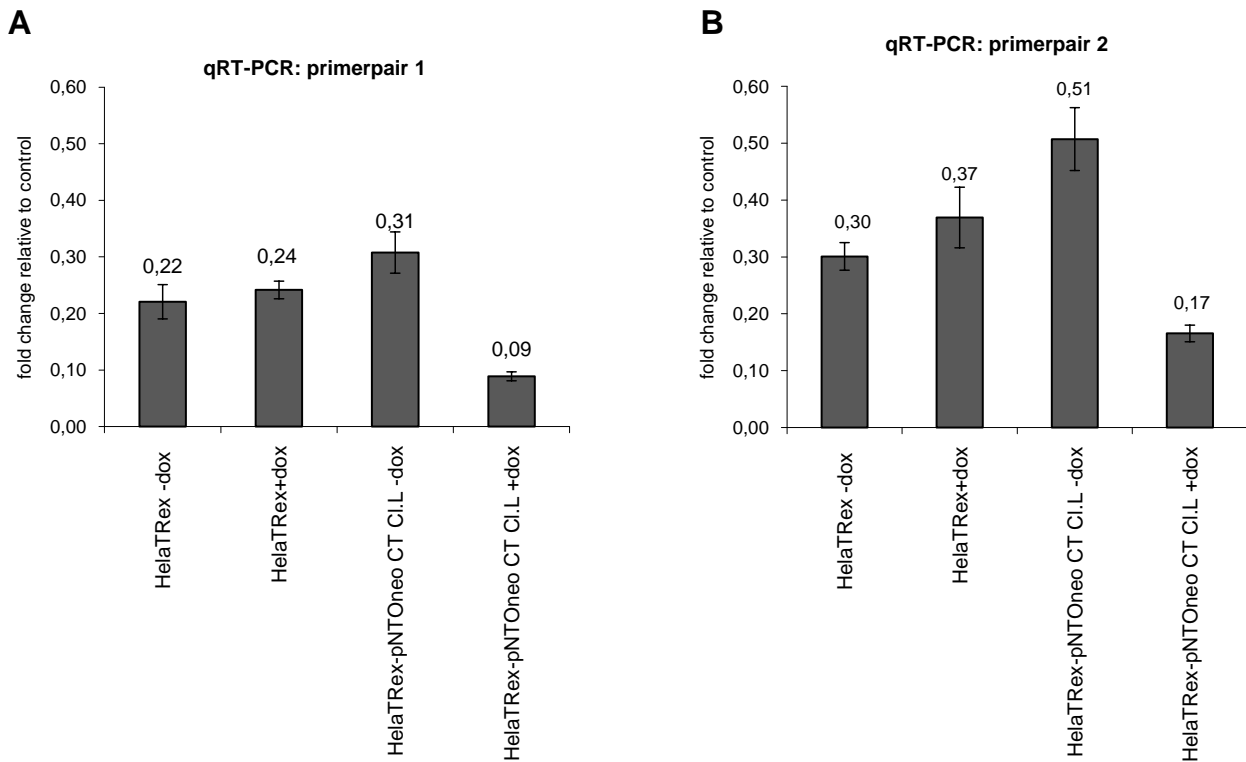 A
qRT-PCR: primerpair 1
fold change relative to control
0,60
0,50
0,40
0,30
0,20
0,10
0,00
0,22
0,24
0,31
0,09
HelaTRex -dox
HelaTRex+dox
HelaTRex-pNTOneo CT Cl.L -dox
HelaTRex-pNTOneo CT Cl.L +dox
B
qRT-PCR: primerpair 2
fold change relative to control
0,60
0,50
0,40
0,30
0,20
0,10
0,00
0,30
0,37
0,51
0,17
HelaTRex -dox
HelaTRex+dox
HelaTRex-pNTOneo CT Cl.L -dox
HelaTRex-pNTOneo CT Cl.L +dox